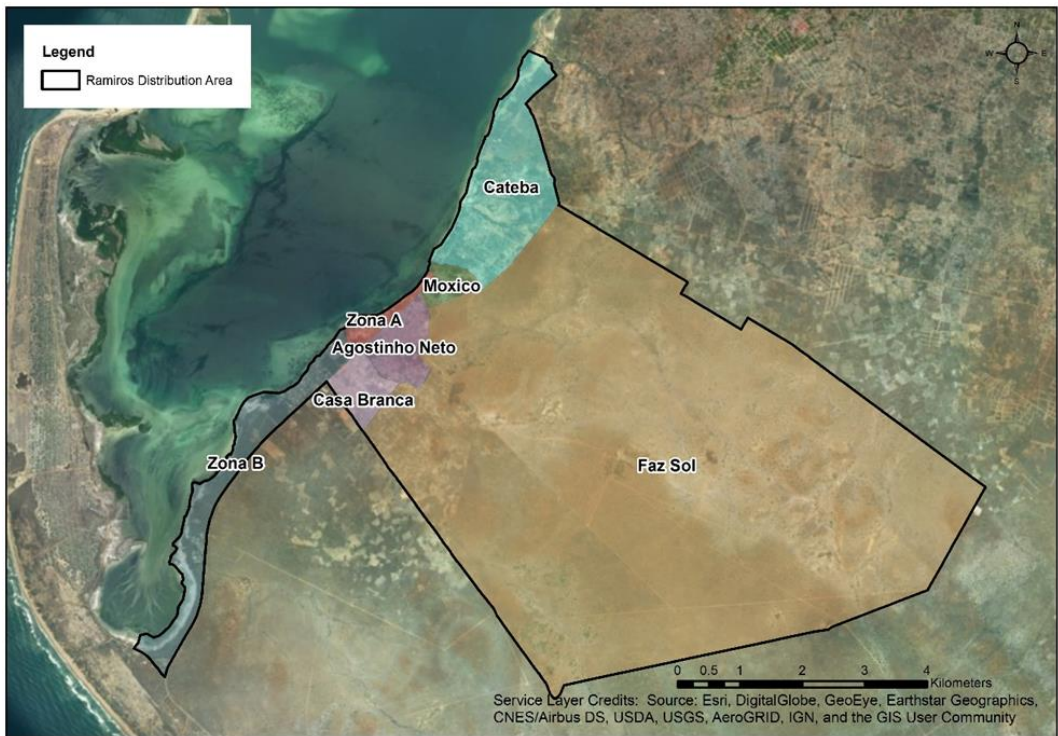 Legend
Ramiros Distribution Area
N
W E
S
Cateba
Moxico
Zona A
Agostinho Neto
Casa Branca
Zona B
Faz Sol
0 0.5 1 2 3 4
Kilometers
Service Layer Credits: Source: Esri, DigitalGlobe, GeoEye, Earthstar Geographics,
CNES/Airbus DS, USDA, USGS, AeroGRID, IGN, and the GIS User Community